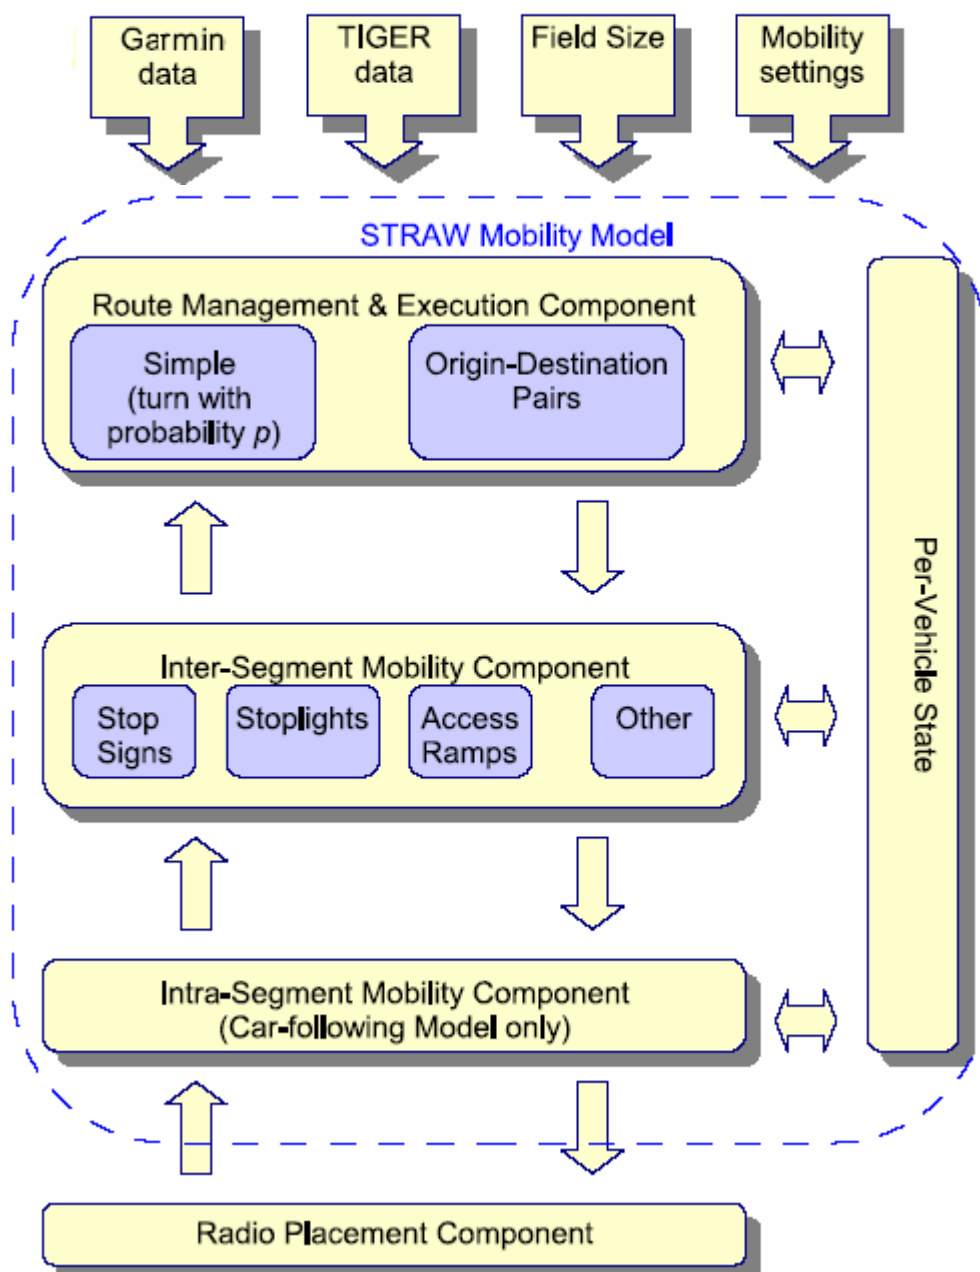 Garmin
data
TIGER
data
Field Size
Mobility
settings
STRAW Mobility Model
Route Management & Execution Component
Simple
(turn with
probability p)
Origin-Destination
Pairs
Per-Vehicle State
Inter-Segment Mobility Component
Stop
Signs
Stoplights
Access
Ramps
Other
Intra-Segment Mobility Component
(Car-following Model only)
Radio Placement Component